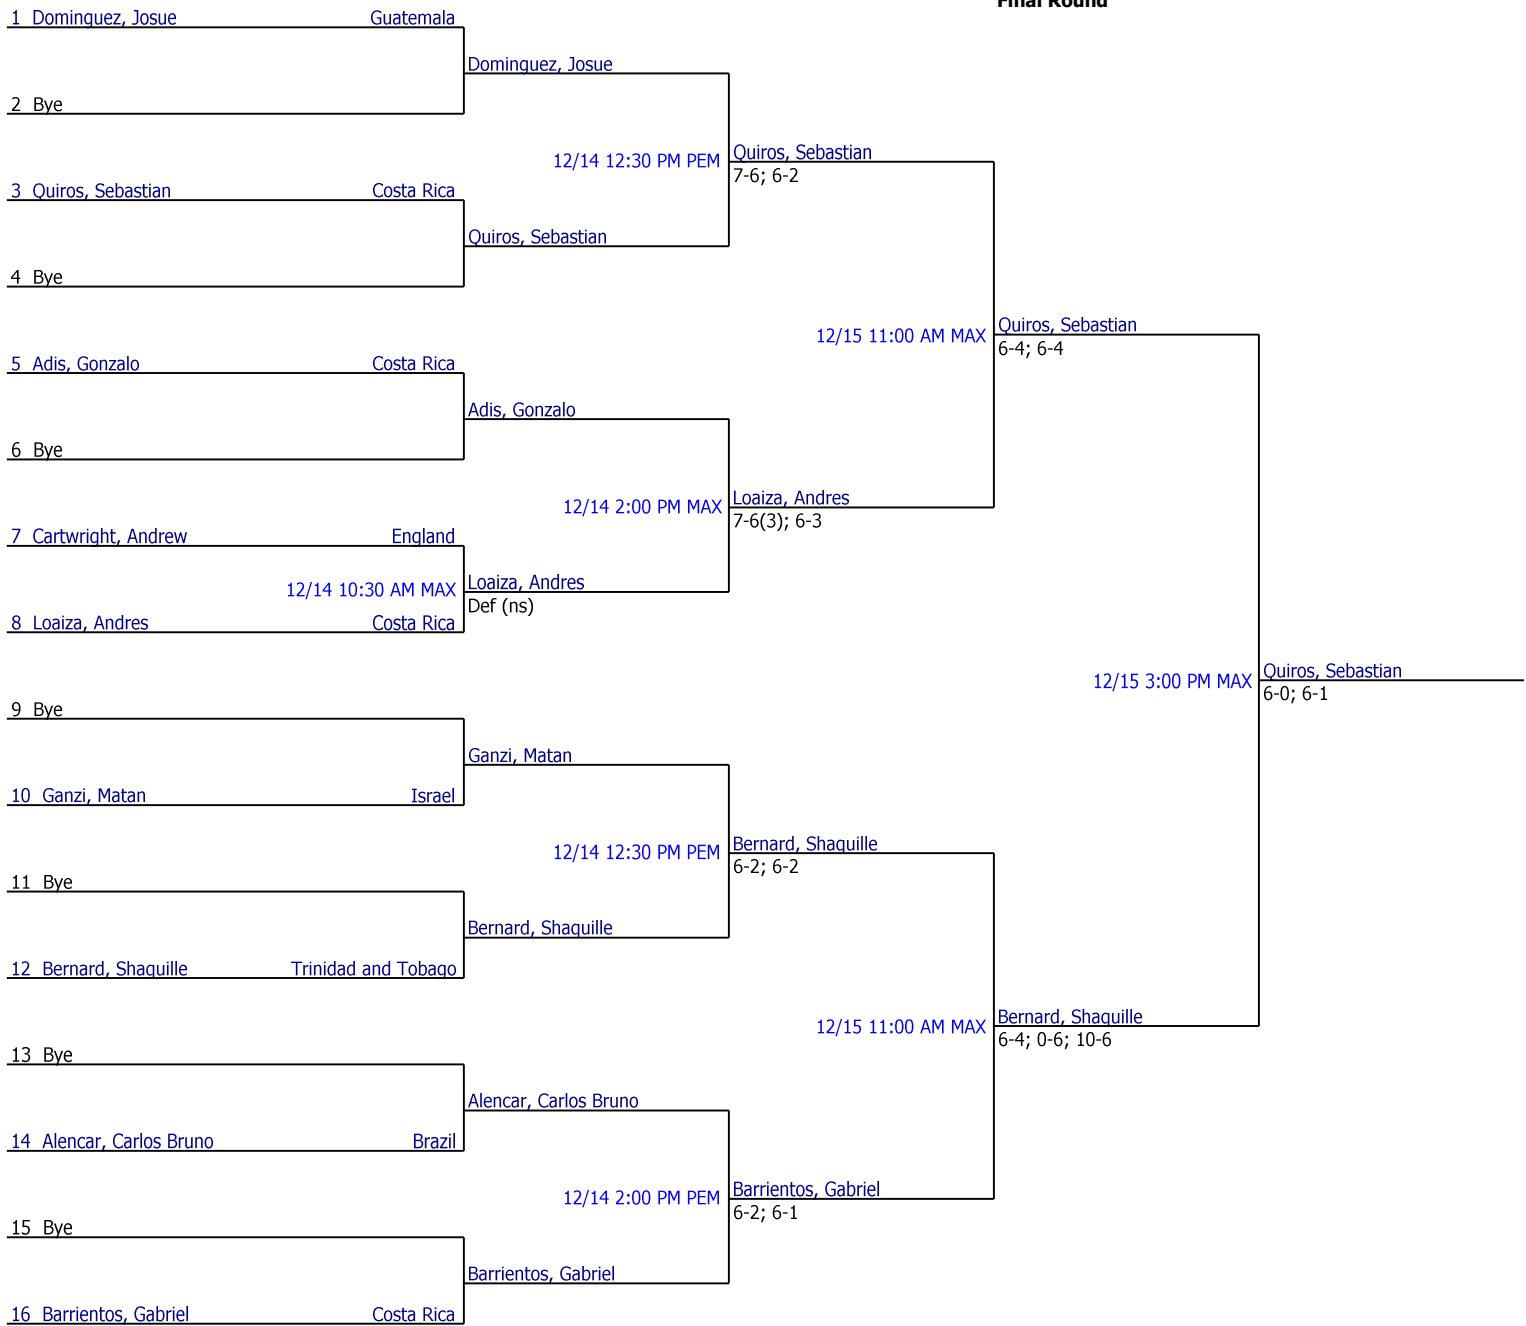 Final Round
1 Dominguez, Josue Guatemala
Dominguez, Josue
2 Bye
12/14 12:30 PM PEM Quiros, Sebastian
7-6; 6-2
3 Quiros, Sebastian Costa Rica
Quiros, Sebastian
4 Bye
12/15 11:00 AM MAX Quiros, Sebastian
6-4; 6-4
5 Adis, Gonzalo Costa Rica
Adis, Gonzalo
6 Bye
12/14 2:00 PM MAX Loaiza, Andres
7-6(3); 6-3
7 Cartwright, Andrew England
12/14 10:30 AM MAX Loaiza, Andres
Def (ns)
8 Loaiza, Andres Costa Rica
12/15 3:00 PM MAX Quiros, Sebastian
6-0; 6-1
9 Bye
Ganzi, Matan
10 Ganzi, Matan Israel
12/14 12:30 PM PEM Bernard, Shaquille
6-2; 6-2
11 Bye
Bernard, Shaquille
12 Bernard, Shaquille Trinidad and Tobago
12/15 11:00 AM MAX Bernard, Shaquille
6-4; 0-6; 10-6
13 Bye
Alencar, Carlos Bruno
14 Alencar, Carlos Bruno Brazil
12/14 2:00 PM PEM Barrientos, Gabriel
6-2; 6-1
15 Bye
Barrientos, Gabriel
16 Barrientos, Gabriel Costa Rica